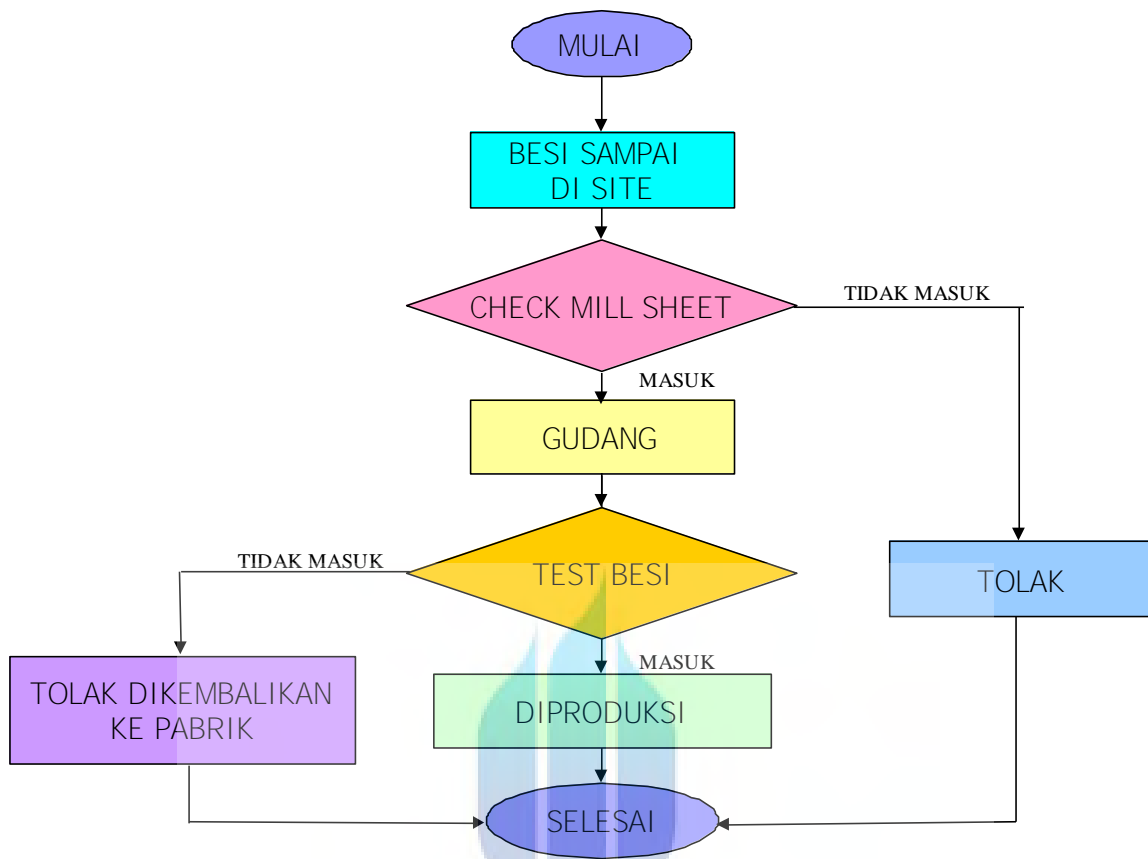 MULAI
BESI SAMPAI
DI SITE
CHECK MILL SHEET
TIDAK MASUK
MASUK
GUDANG
TIDAK MASUK
TEST BESI
TOLAK
MASUK
TOLAK DIKEMBALIKAN
KE PABRIK
DIPRODUKSI
SELESAI